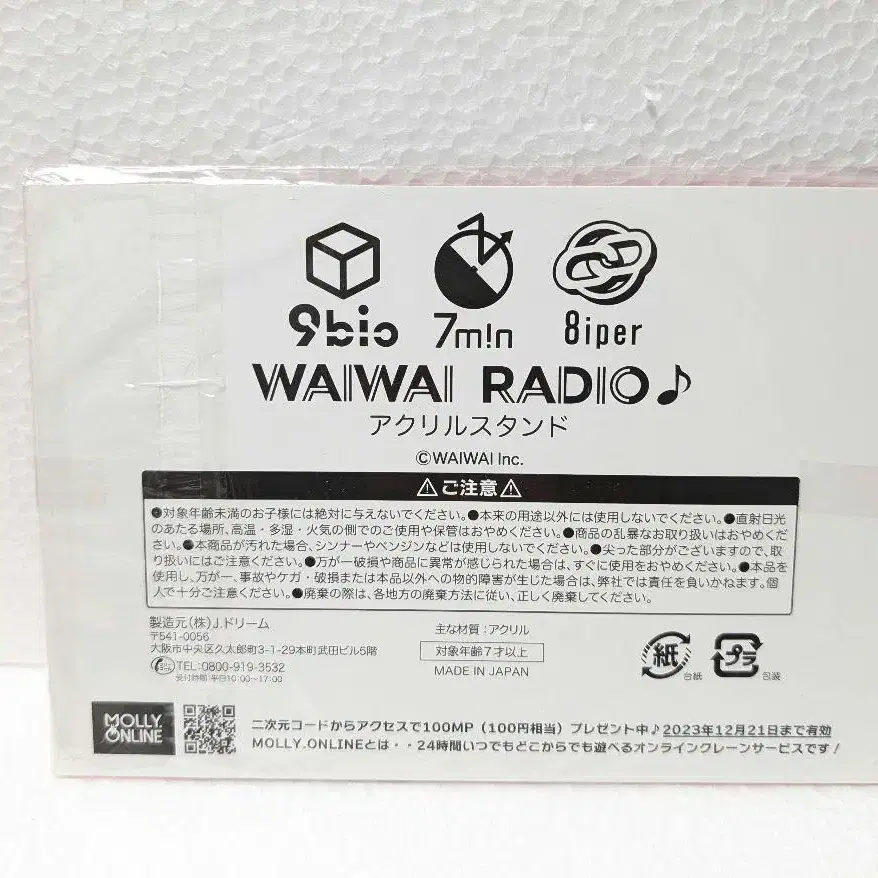 9bic
7m!n
8iper
WAIWAI RADIO♪
アクリルスタンド
©WAIWAI Inc.
⚠ご注意⚠
●対象年齢未満のお子様には絶対に与えないでください。●本来の用途以外には使用しないでください。●直射日光
のあたる場所、高温・多湿・火気の側でのご使用や保管はおやめください。●商品の乱暴なお取り扱いはおやめくだ
さい。●本商品が汚れた場合、シンナーやベンジンなどは使用しないでください。●尖った部分がございますので、取
り扱いにはご注意ください。●万が一破損や商品に異常が感じられた場合は、すぐに使用をおやめください。●本品を
使用し、万が一、事故やケガ・破損または本品以外への物的障害が生じた場合は、弊社では責任を負いかねます。個
人で十分ご注意ください。●廃棄の際は、各地方の廃棄方法に従い、正しく廃棄してください。
製造元(株)J.ドリーム
〒541-0056
大阪市中央区久太郎町3-1-29本町武田ビル5階
TEL:0800-919-3532
受付時間:平日10:00〜17:00
主な材質:アクリル
対象年齢7才以上
MADE IN JAPAN
紙
台紙
プラ
包装
MOLLY.
ONLINE
二次元コードからアクセスで100MP（100円相当）プレゼント中♪2023年12月21日まで有効
MOLLY.ONLINEとは・・24時間いつでもどこからでも遊べるオンラインクレーンサービスです!